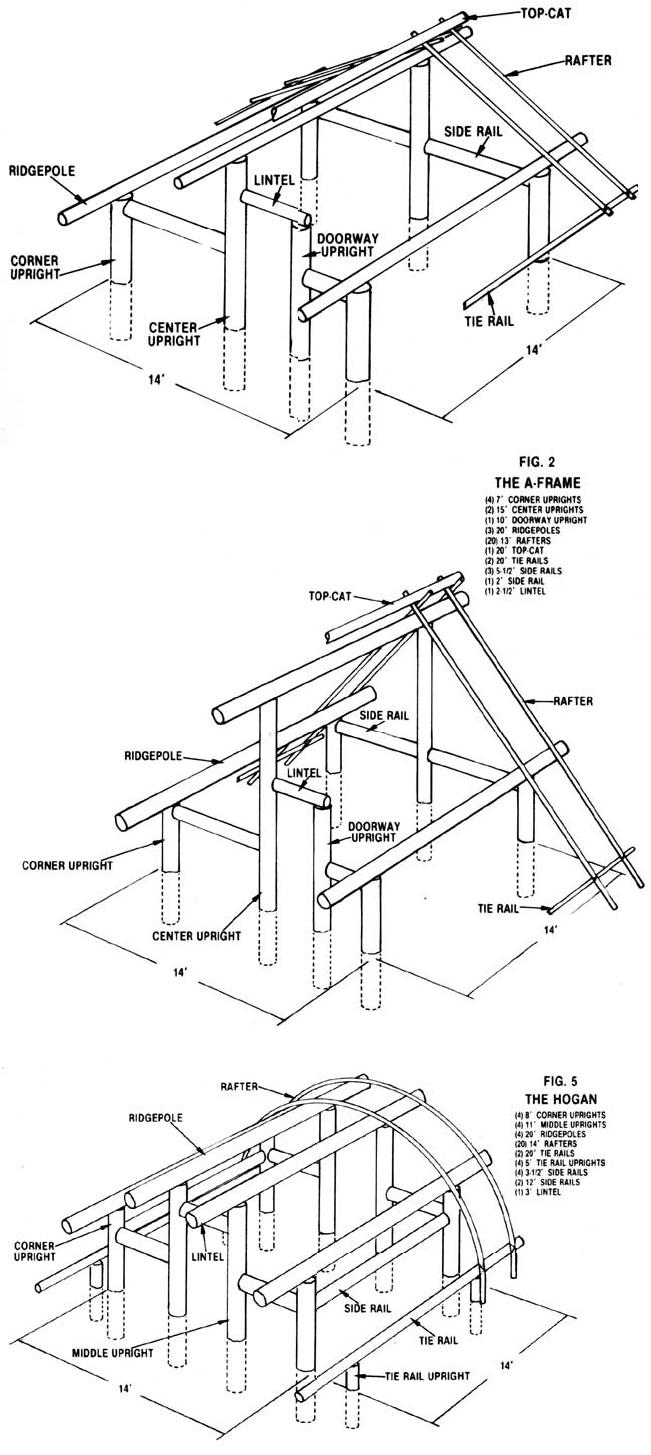 TOP-CAT
RAFTER
SIDE RAIL
RIDGEPOLE
LINTEL
DOORWAY
UPRIGHT
CORNER
UPRIGHT
CENTER
UPRIGHT
TIE RAIL
14'
14'
FIG. 2
THE A-FRAME
(4) 7' CORNER UPRIGHTS
(2) 15' CENTER UPRIGHTS
(1) 10' DOORWAY UPRIGHT
(3) 20' RIDGEPOLES
(20) 13' RAFTERS
(1) 20' TOP-CAT
(2) 20' TIE RAILS
(3) 5-1/2' SIDE RAILS
(1) 2' SIDE RAIL
(1) 2-1/2' LINTEL
TOP-CAT
RAFTER
SIDE RAIL
RIDGEPOLE
LINTEL
DOORWAY
UPRIGHT
CORNER UPRIGHT
TIE RAIL
CENTER UPRIGHT
14'
14'
FIG. 5
THE HOGAN
(4) 8' CORNER UPRIGHTS
(4) 11' MIDDLE UPRIGHTS
(4) 20' RIDGEPOLES
(20) 14' RAFTERS
(2) 20' TIE RAILS
(4) 5' TIE RAIL UPRIGHTS
(4) 3-1/2' SIDE RAILS
(2) 12' SIDE RAILS
(1) 3' LINTEL
RAFTER
RIDGEPOLE
CORNER
UPRIGHT
LINTEL
SIDE RAIL
TIE RAIL
MIDDLE UPRIGHT
TIE RAIL UPRIGHT
14'
14'